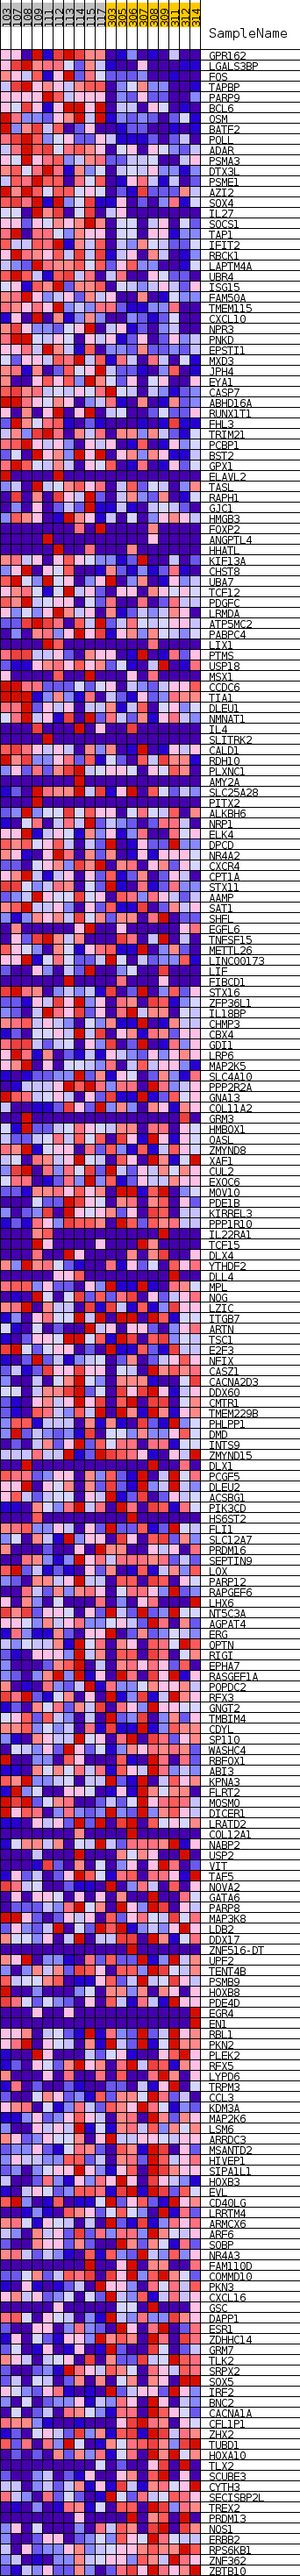 103
107
108
109
111
112
113
114
115
117
303
305
306
307
308
309
311
312
314
SampleName
GPR162
LGALS3BP
FOS
TAPBP
PARP9
BCL6
OSM
BATF2
POLL
ADAR
PSMA3
DTX3L
PSME1
AZI2
SOX4
IL27
SOCS1
TAP1
IFIT2
RBCK1
LAPTM4A
UBR4
ISG15
FAM50A
TMEM115
CXCL10
NPR3
PNKD
EPSTI1
MXD3
JPH4
EYA1
CASP7
ABHD16A
RUNX1T1
FHL3
TRIM21
PCBP1
BST2
GPX1
ELAVL2
TASL
RAPH1
GJC1
HMGB3
FOXP2
ANGPTL4
HHATL
KIF13A
CHST8
UBA7
TCF12
PDGFC
LRMDA
ATP5MC2
PABPC4
LIX1
PTMS
USP18
MSX1
CCDC6
TIA1
DLEU1
NMNAT1
IL4
SLITRK2
CALD1
RDH10
PLXNC1
AMY2A
SLC25A28
PITX2
ALKBH6
NRP1
ELK4
DPCD
NR4A2
CXCR4
CPT1A
STX11
AAMP
SAT1
SHFL
EGFL6
TNFSF15
METTL26
LINC00173
LIF
FIBCD1
STX16
ZFP36L1
IL18BP
CHMP3
CBX4
GDI1
LRP6
MAP2K5
SLC4A10
PPP2R2A
GNA13
COL11A2
GRM3
HMBOX1
OASL
ZMYND8
XAF1
CUL2
EXOC6
MOV10
PDE1B
KIRREL3
PPP1R10
IL22RA1
TCF15
DLX4
YTHDF2
DLL4
MPL
NOG
LZIC
ITGB7
ARTN
TSC1
E2F3
NFIX
CASZ1
CACNA2D3
DDX60
CMTR1
TMEM229B
PHLPP1
DMD
INTS9
ZMYND15
DLX1
PCGF5
DLEU2
ACSBG1
PIK3CD
HS6ST2
FLI1
SLC12A7
PRDM16
SEPTIN9
LOX
PARP12
RAPGEF6
LHX6
NT5C3A
AGPAT4
ERG
OPTN
RIGI
EPHA7
RASGEF1A
POPDC2
RFX3
GNGT2
TMBIM4
CDYL
SP110
WASHC4
RBFOX1
ABI3
KPNA3
FLRT2
MOSMO
DICER1
LRATD2
COL12A1
NABP2
USP2
VIT
TAF5
NOVA2
GATA6
PARP8
MAP3K8
LDB2
DDX17
ZNF516-DT
UPF2
TENT4B
PSMB9
HOXB8
PDE4D
EGR4
EN1
RBL1
PKN2
PLEK2
RFX5
LYPD6
TRPM3
CCL3
KDM3A
MAP2K6
LSM6
ARRDC3
MSANTD2
HIVEP1
SIPA1L1
HOXB3
EVL
CD40LG
LRRTM4
ARMCX6
ARF6
SOBP
NR4A3
FAM110D
COMMD10
PKN3
CXCL16
GSC
DAPP1
ESR1
ZDHHC14
GRM7
TLK2
SRPX2
SOX5
IRF2
BNC2
CACNA1A
CFL1P1
ZHX2
TUBD1
HOXA10
TLX2
SCUBE3
CYTH3
SECISBP2L
TREX2
PRDM13
NOS1
ERBB2
RPS6KB1
ZNF362
ZBTB10